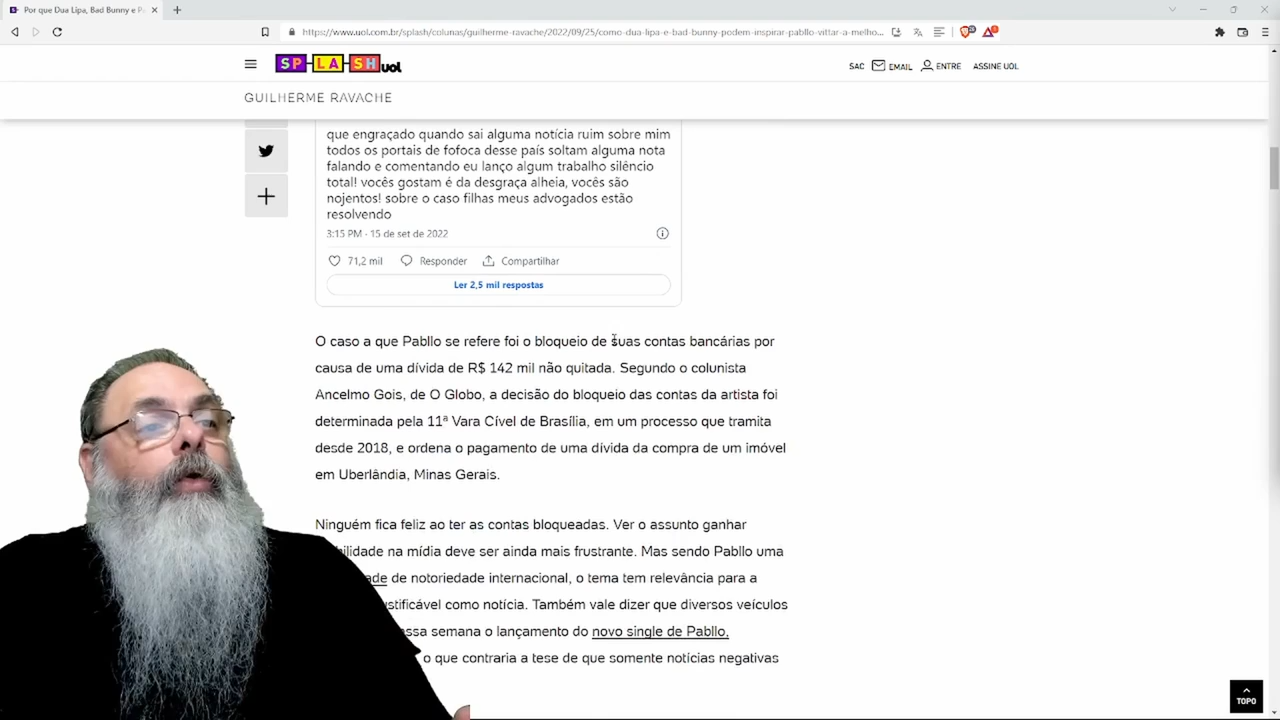 Por que Dua Lipa, Bad Bunny e P
https://www.uol.com.br/splash/colunas/guilherme-ravache/2022/09/25/como-dua-lipa-e-bad-bunny-podem-inspirar-pabllo-vittar-a-melho...
SPLASH uol
SAC EMAIL ENTRE ASSINE UOL
GUILHERME RAVACHE
que engraçado quando sai alguma notícia ruim sobre mim
todos os portais de fofoca desse país soltam alguma nota
falando e comentando eu lanço algum trabalho silêncio
total! vocês gostam é da desgraça alheia, vocês são
nojentos! sobre o caso filhas meus advogados estão
resolvendo
3:15 PM · 15 de set de 2022
71,2 mil Responder Compartilhar
Ler 2,5 mil respostas
O caso a que Pabllo se refere foi o bloqueio de suas contas bancárias por
causa de uma dívida de R$ 142 mil não quitada. Segundo o colunista
Ancelmo Gois, de O Globo, a decisão do bloqueio das contas da artista foi
determinada pela 11ª Vara Cível de Brasília, em um processo que tramita
desde 2018, e ordena o pagamento de uma dívida da compra de um imóvel
em Uberlândia, Minas Gerais.
Ninguém fica feliz ao ter as contas bloqueadas. Ver o assunto ganhar
na mídia deve ser ainda mais frustrante. Mas sendo Pabllo uma
de notoriedade internacional, o tema tem relevância para a
como notícia. Também vale dizer que diversos veículos
semana o lançamento do novo single de Pabllo,
o que contraria a tese de que somente notícias negativas
TOPO